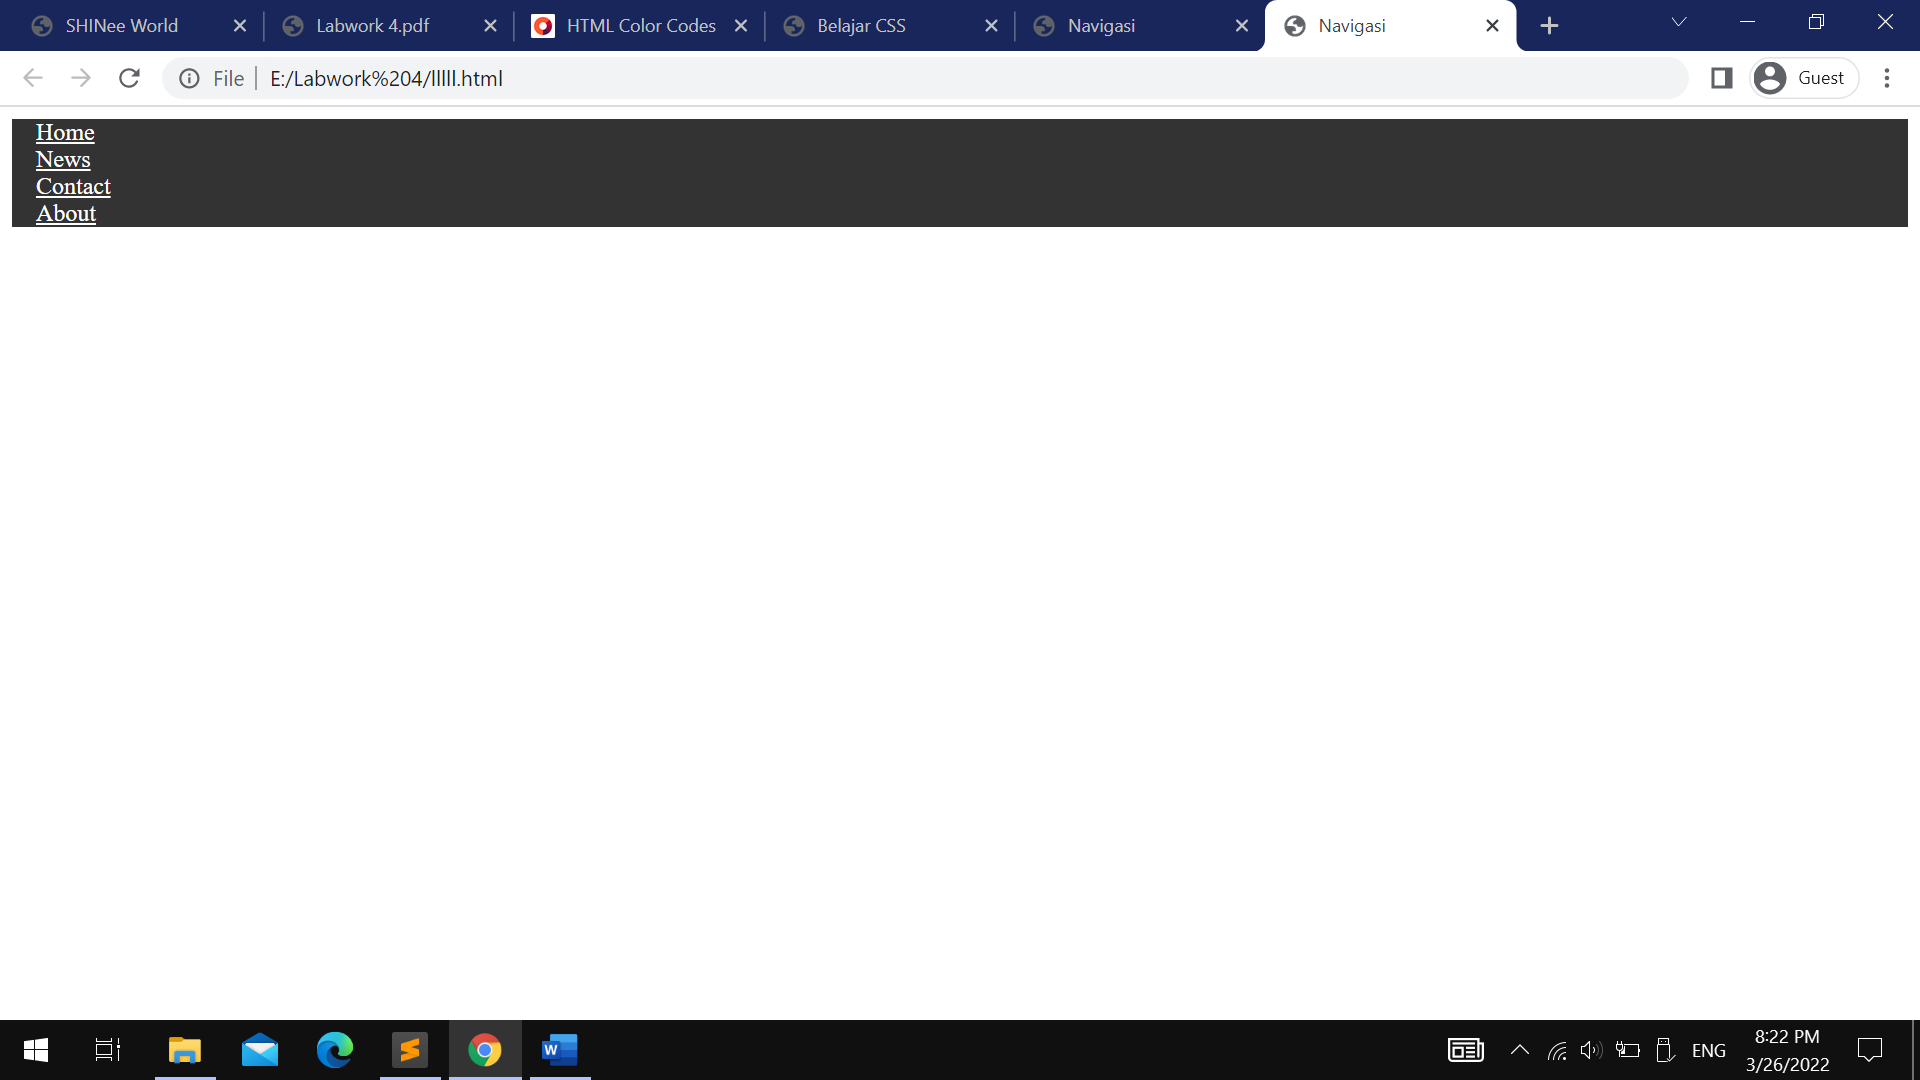 SHINee World
Labwork 4.pdf
HTML Color Codes
Belajar CSS
Navigasi
Navigasi
File
E:/Labwork%204/lllll.html
Guest
Home
News
Contact
About
W
ENG
8:22 PM
3/26/2022